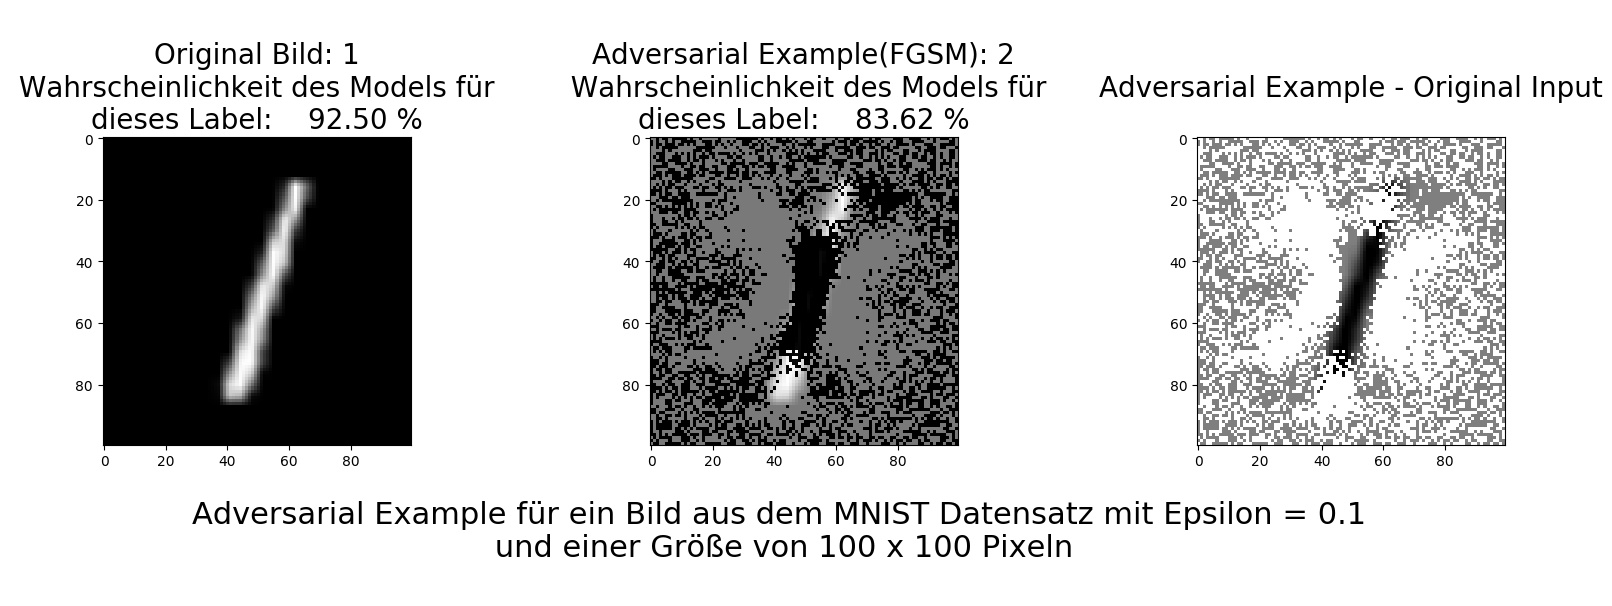 Original Bild: 1
Wahrscheinlichkeit des Models für
dieses Label: 92.50 %
0
20
40
60
80
0 20 40 60 80
Adversarial Example(FGSM): 2
Wahrscheinlichkeit des Models für
dieses Label: 83.62 %
0
20
40
60
80
0 20 40 60 80
Adversarial Example - Original Input
0
20
40
60
80
0 20 40 60 80
Adversarial Example für ein Bild aus dem MNIST Datensatz mit Epsilon = 0.1
und einer Größe von 100 x 100 Pixeln